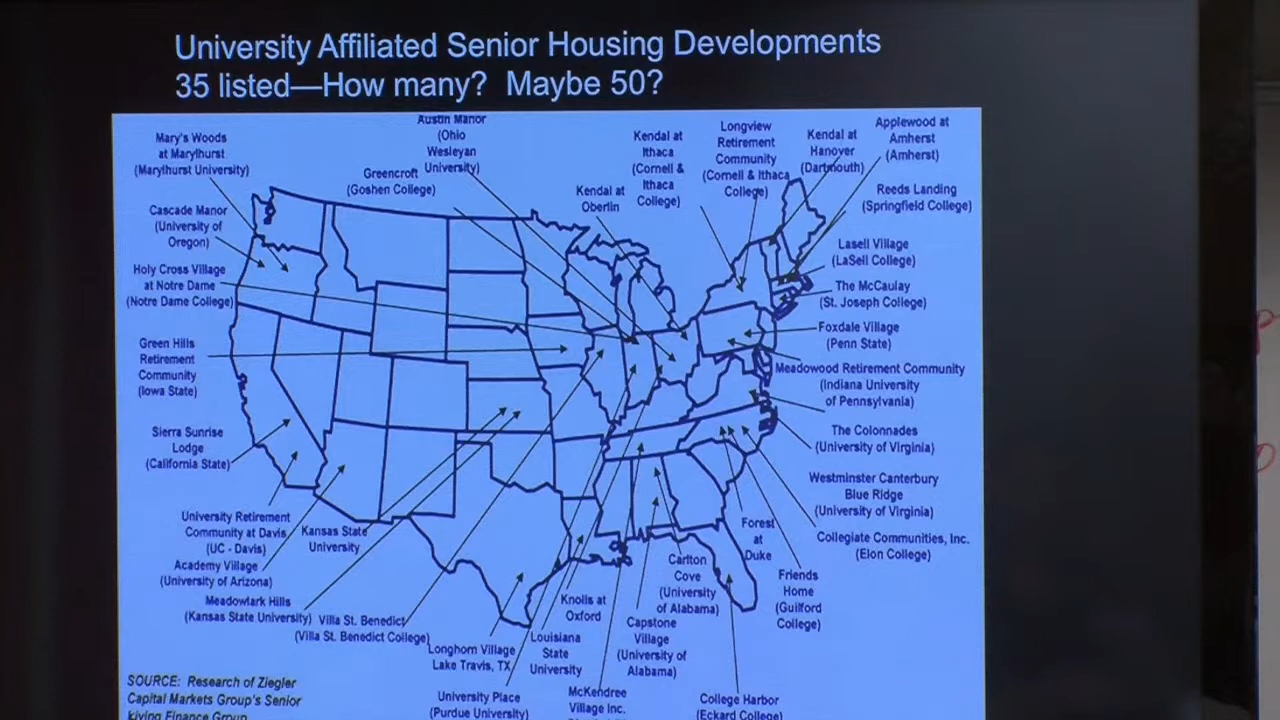 University Affiliated Senior Housing Developments
35 listed—How many? Maybe 50?
Mary's Woods
at Marylhurst
(Marylhurst University)
Cascade Manor
(University of
Oregon)
Holy Cross Village
at Notre Dame
(Notre Dame College)
Green Hills
Retirement
Community
(Iowa State)
Sierra Sunrise
Lodge
(California State)
University Retirement
Community at Davis
(UC - Davis)
Academy Village
(University of Arizona)
Kansas State
University
Meadowlark Hills
(Kansas State University)
Villa St. Benedict
(Villa St. Benedict College)
Greencroft
(Goshen College)
Austin Manor
(Ohio
Wesleyan
University)
Kendal at
Oberlin
Kendal at
Ithaca
(Cornell &
Ithaca
College)
Longview
Retirement
Community
(Cornell & Ithaca
College)
Kendal at
Hanover
(Dartmouth)
Applewood at
Amherst
(Amherst)
Reeds Landing
(Springfield College)
Lasell Village
(LaSell College)
The McCauley
(St. Joseph College)
Foxdale Village
(Penn State)
Meadowood Retirement Community
(Indiana University
of Pennsylvania)
The Colonnades
(University of Virginia)
Westminster Canterbury
Blue Ridge
(University of Virginia)
Collegiate Communities, Inc.
(Elon College)
Forest
at
Duke
Friends
Home
(Guilford
College)
Carlton
Cove
(University
of Alabama)
Capstone
Village
(University of
Alabama)
Knolls at
Oxford
Louisiana
State
University
Longhorn Village
Lake Travis, TX
University Place
(Purdue University)
McKendree
Village Inc.
College Harbor
(Eckard College)
SOURCE: Research of Ziegler
Capital Markets Group's Senior
Living Finance Group